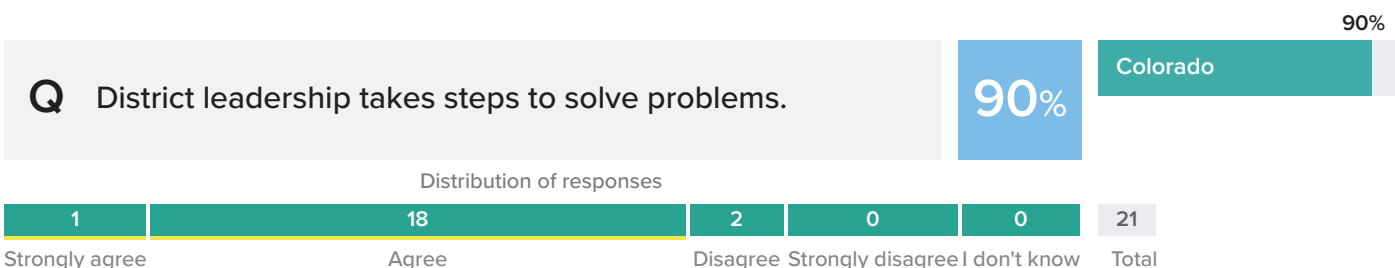 90%
Colorado
Q District leadership takes steps to solve problems.
90%
Distribution of responses
1 18 2 0 0 21
Strongly agree Agree Disagree Strongly disagree I don't know Total